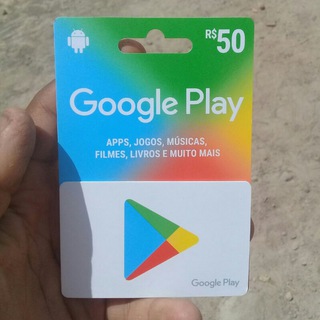 R$50
Google Play
APPS, JOGOS, MÚSICAS,
FILMES, LIVROS E MUITO MAIS
Google Play